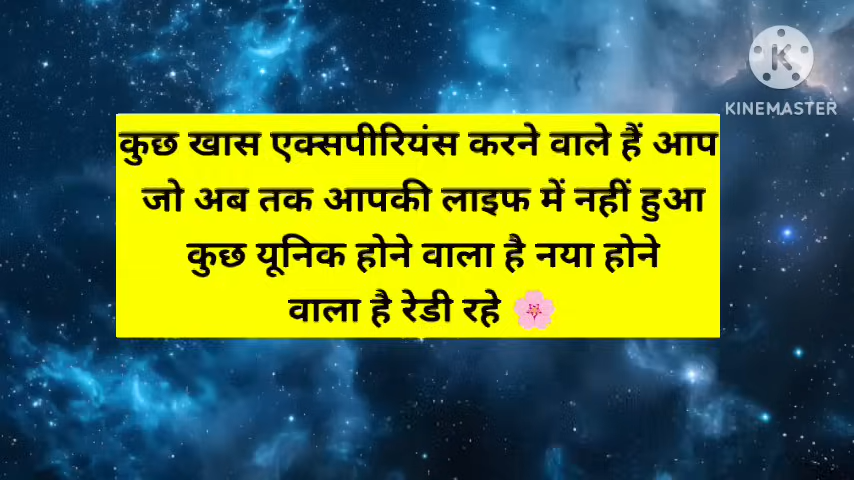 KINEMASTER
कुछ खास एक्सपीरियंस करने वाले हैं आप
जो अब तक आपकी लाइफ में नहीं हुआ
कुछ यूनिक होने वाला है नया होने
वाला है रेडी रहे 🌸